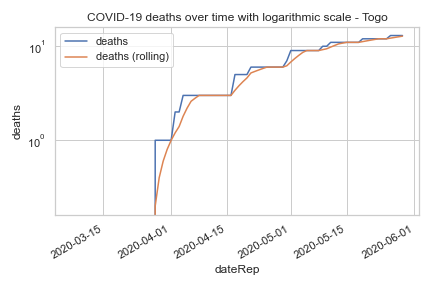 COVID-19 deaths over time with logarithmic scale - Togo
deaths
deaths (rolling)
10¹
10⁰
deaths
2020-03-15
2020-04-01
2020-04-15
2020-05-01
2020-05-15
2020-06-01
dateRep